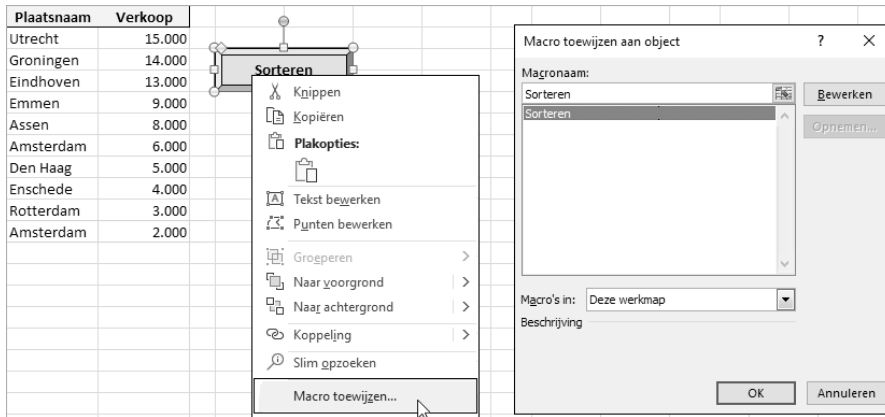 Plaatsnaam Verkoop
Utrecht 15.000
Groningen 14.000
Eindhoven 13.000
Emmen 9.000
Assen 8.000
Amsterdam 6.000
Den Haag 5.000
Enschede 4.000
Rotterdam 3.000
Amsterdam 2.000
Sorteren
Knippen
Kopiëren
Plakopties:
Tekst bewerken
Punten bewerken
Groeperen
Naar voorgrond
Naar achtergrond
Koppeling
Slim opzoeken
Macro toewijzen...
Macro toewijzen aan object ?
Macronaam:
Sorteren
Bewerken
Sorteren
Opnemen...
Macro's in: Deze werkmap
Beschrijving
OK Annuleren